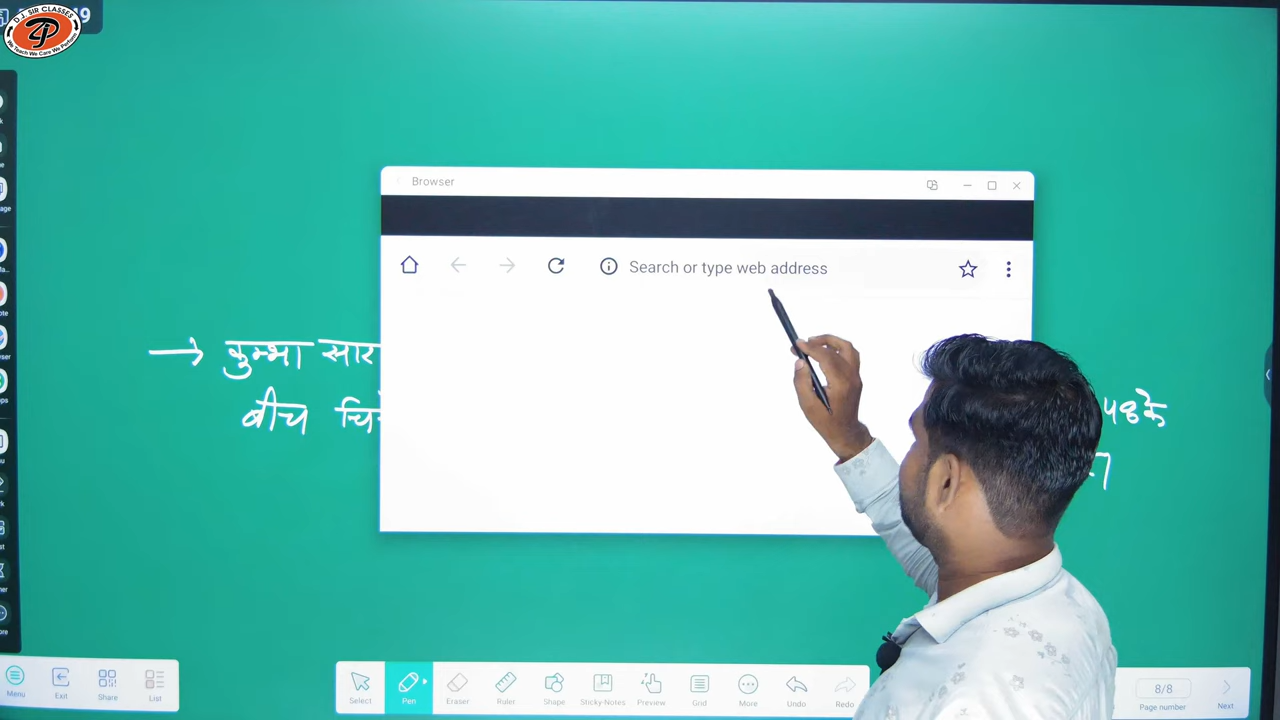 D.J. SIR CLASSES
We Teach We Care We Perform
Browser
Search or type web address
→ कुम्भा सार
बीच
48 के
Menu
Exit
Share
List
Select
Pen
Eraser
Ruler
Shape
Sticky-Notes
Preview
Grid
More
Undo
Redo
8/8
Page number
Next